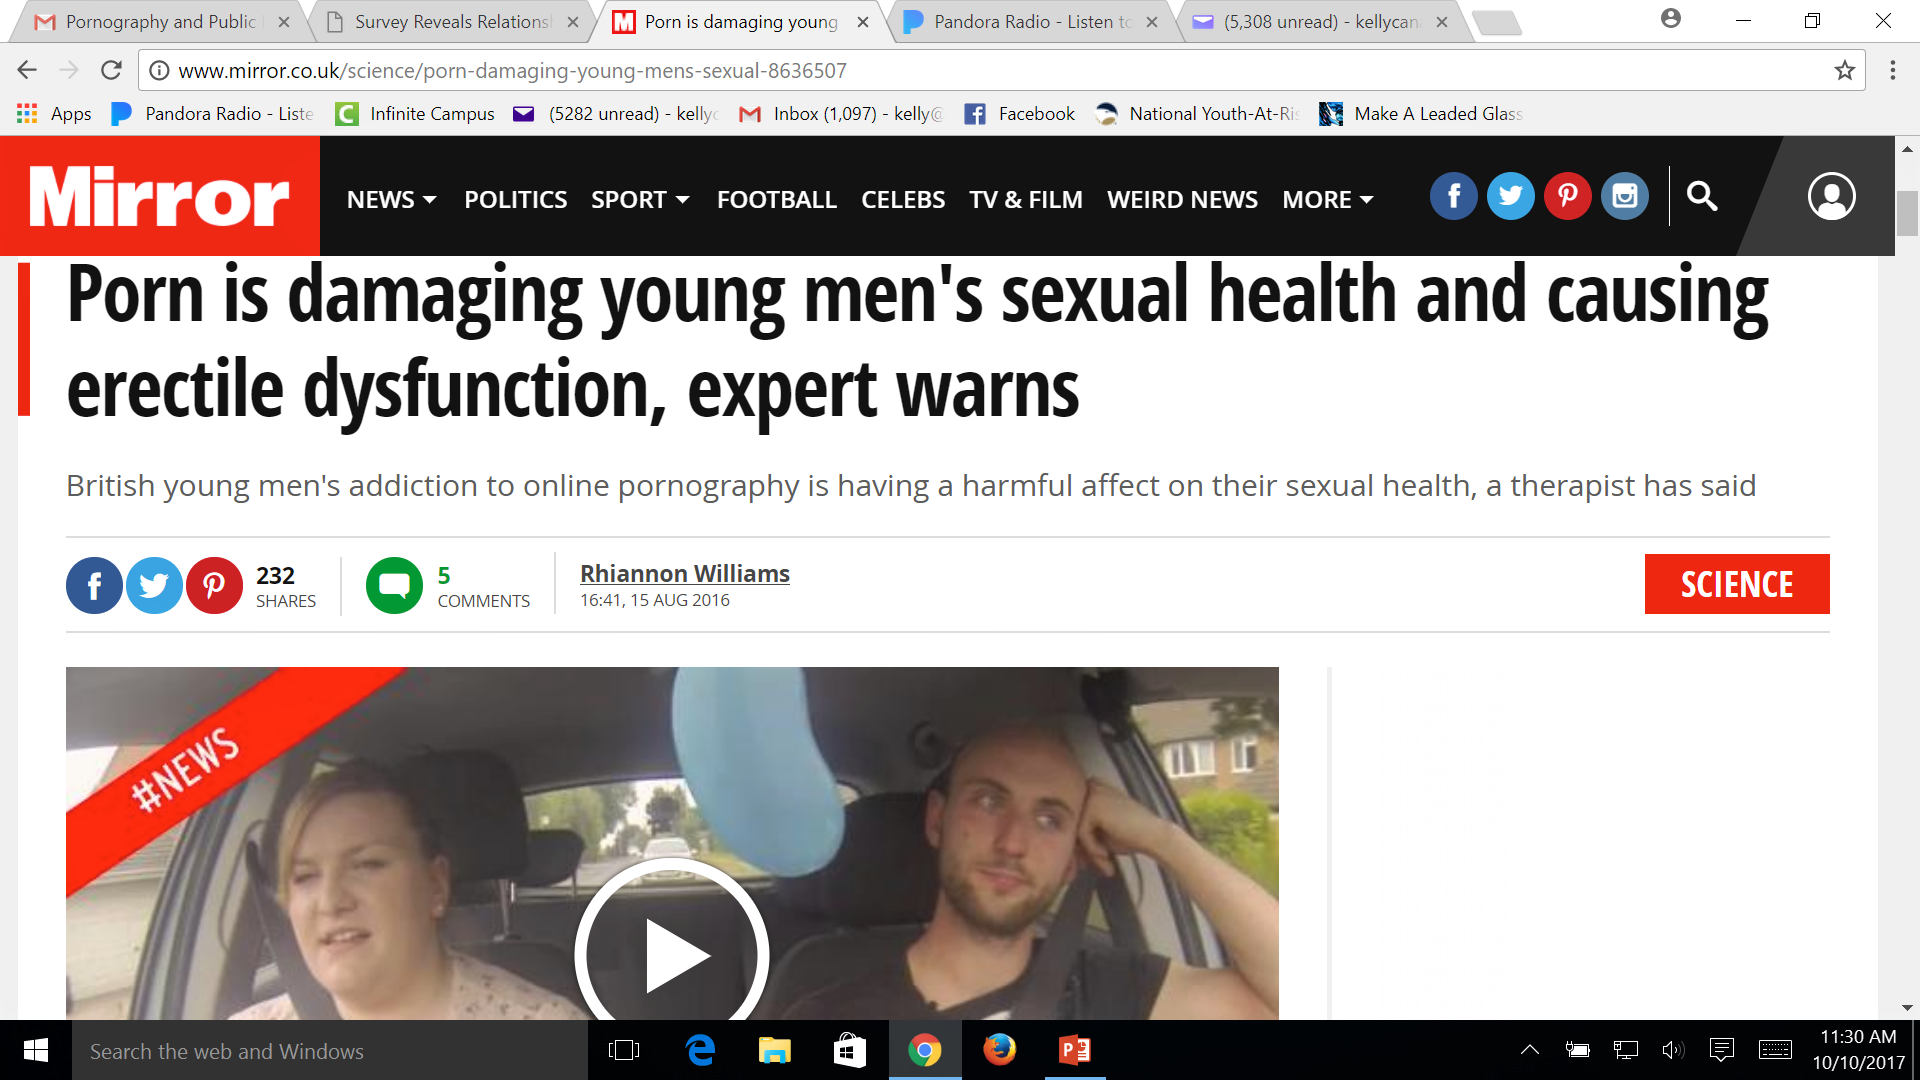 Pornography and Public
Survey Reveals Relations
Porn is damaging young
Pandora Radio - Listen to
(5,308 unread) - kellycan
www.mirror.co.uk/science/porn-damaging-young-mens-sexual-8636507
Apps
Pandora Radio - Liste
Infinite Campus
(5282 unread) - kellyc
Inbox (1,097) - kelly@
Facebook
National Youth-At-Ris
Make A Leaded Glass
Mirror
NEWS
POLITICS
SPORT
FOOTBALL
CELEBS
TV & FILM
WEIRD NEWS
MORE
Porn is damaging young men's sexual health and causing
erectile dysfunction, expert warns
British young men's addiction to online pornography is having a harmful affect on their sexual health, a therapist has said
232
SHARES
5
COMMENTS
Rhiannon Williams
16:41, 15 AUG 2016
SCIENCE
#NEWS
Search the web and Windows
11:30 AM
10/10/2017